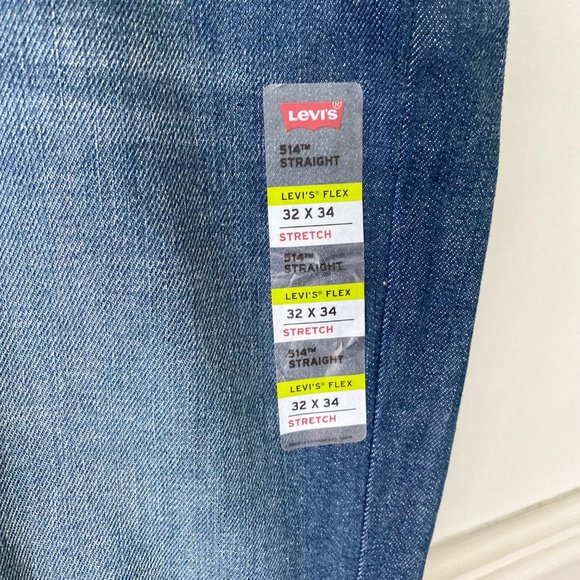 LEVI'S®
514™
STRAIGHT
LEVI'S® FLEX
32 X 34
STRETCH
514™
STRAIGHT
LEVI'S® FLEX
32 X 34
STRETCH
514™
STRAIGHT
LEVI'S® FLEX
32 X 34
STRETCH